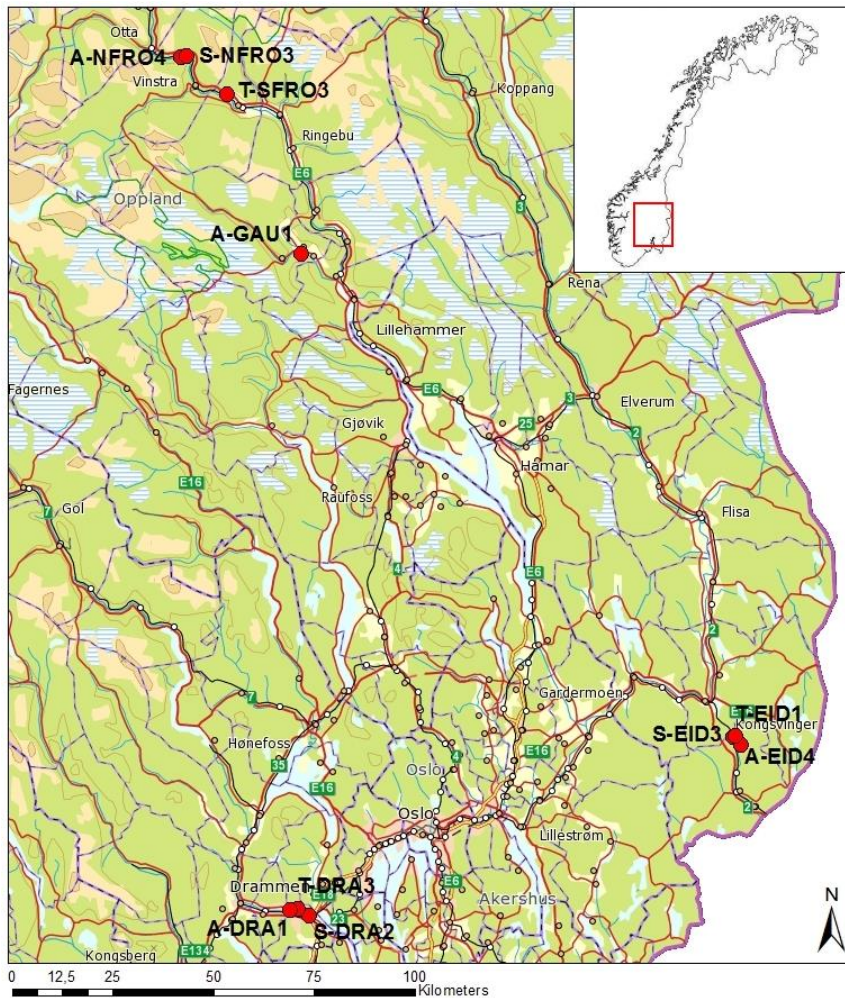 Otta
A-NFRO4
S-NFRO3
Vinstra
T-SFRO3
Koppang
Ringebu
E6
3
Oppland
A-GAU1
Rena
Lillehammer
Fagernes
E6
3
Elverum
25
2
Gjøvik
Hamar
E16
Raufoss
7
Gol
Flisa
4
E6
2
7
Gardermoen
T-EID1
Kongsvinger
S-EID3
A-EID4
Hønefoss
E16
35
Oslo
4
E16
2
Oslo
Lillestrøm
Drammen
T-DRA3
E18
E6
Akershus
A-DRA1
23
S-DRA2
N
Kongsberg
E134
0 12,5 25 50 75 100
Kilometers